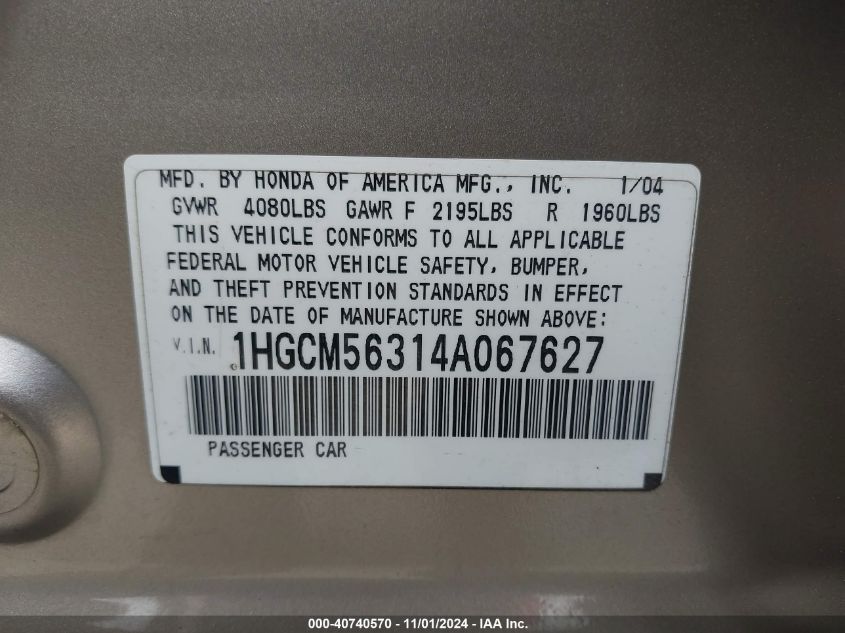 MFD. BY HONDA OF AMERICA MFG., INC. 1/04
GVWR 4080LBS GAWR F 2195LBS R 1960LBS
THIS VEHICLE CONFORMS TO ALL APPLICABLE
FEDERAL MOTOR VEHICLE SAFETY, BUMPER,
AND THEFT PREVENTION STANDARDS IN EFFECT
ON THE DATE OF MANUFACTURE SHOWN ABOVE:
V.I.N. 1HGCM56314A067627
PASSENGER CAR
000-40740570 - 11/01/2024 - IAA Inc.